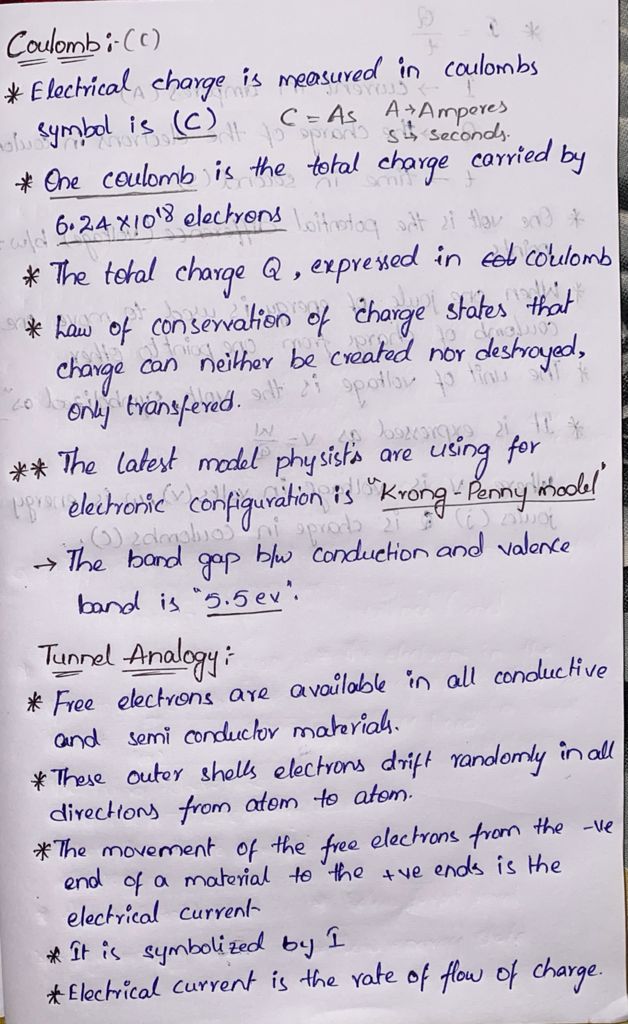 Coulomb :- (C)
* Electrical charge is measured in coulombs
symbol is (C) C = As A → Amperes
s → seconds.
* One coulomb is the total charge carried by
6.24 x 10^18 electrons
* The total charge Q, expressed in coulomb
* Law of conservation of charge states that
charge can neither be created nor destroyed,
only transfered.
** The latest model physists are using for
electronic configuration is "Krong-Penny model"
→ The band gap b/w conduction and valence
band is "5.5 ev".
Tunnel Analogy :-
* Free electrons are available in all conductive
and semi conductor materials.
* These outer shells electrons drift randomly in all
directions from atom to atom.
* The movement of the free electrons from the -ve
end of a material to the +ve ends is the
electrical current
* It is symbolized by I
* Electrical current is the rate of flow of charge.